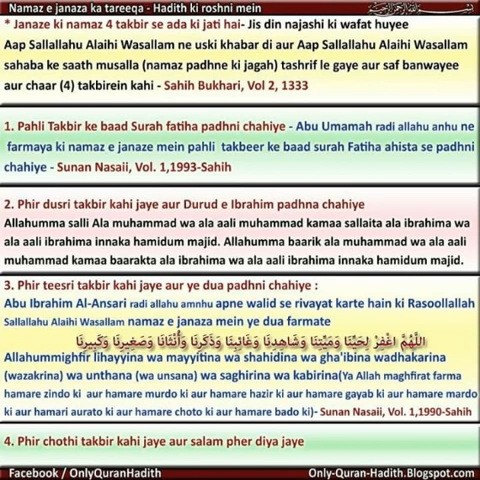 Namaz e janaza ka tareeqa - Hadith ki roshni mein
* Janaze ki namaz 4 takbir se ada ki jati hai- Jis din najashi ki wafat huyee
Aap Sallallahu Alaihi Wasallam ne uski khabar di aur Aap Sallallahu Alaihi Wasallam
sahaba ke saath musalla (namaz padhne ki jagah) tashrif le gaye aur saf banwayee
aur chaar (4) takbirein kahi - Sahih Bukhari, Vol 2, 1333
1. Pahli Takbir ke baad Surah fatiha padhni chahiye - Abu Umamah radi allahu anhu ne
farmaya ki namaz e janaze mein pahli takbeer ke baad surah Fatiha ahista se padhni
chahiye - Sunan Nasaii, Vol. 1,1993-Sahih
2. Phir dusri takbir kahi jaye aur Durud e Ibrahim padhna chahiye
Allahumma salli Ala muhammad wa ala aali muhammad kamaa sallaita ala ibrahima wa
ala aali ibrahima innaka hamidum majid. Allahumma baarik ala muhammad wa ala aali
muhammad kamaa baarakta ala ibrahima wa ala aali ibrahima innaka hamidum majid.
3. Phir teesri takbir kahi jaye aur ye dua padhni chahiye :
Abu Ibrahim Al-Ansari radi allahu amnhu apne walid se rivayat karte hain ki Rasoollallah
Sallallahu Alaihi Wasallam namaz e janaza mein ye dua farmate
اللَّهُمَّ اغْفِرْ لِحَيِّنَا وَمَيِّتِنَا وَشَاهِدِنَا وَغَائِبِنَا وَذَكَرِنَا وَأُنْثَانَا وَصَغِيرِنَا وَكَبِيرِنَا
Allahummighfir lihayyina wa mayyitina wa shahidina wa gha'ibina wadhakarina
(wazakrina) wa unthana (wa unsana) wa saghirina wa kabirina(Ya Allah maghfirat farma
hamare zindo ki aur hamare murdo ki aur hamare hazir ki aur hamare gayab ki aur hamare mardo
ki aur hamari aurato ki aur hamare choto ki aur hamare bado ki)- Sunan Nasaii, Vol. 1,1990-Sahih
4. Phir chothi takbir kahi jaye aur salam pher diya jaye
Facebook / OnlyQuranHadith Only-Quran-Hadith.Blogspot.com